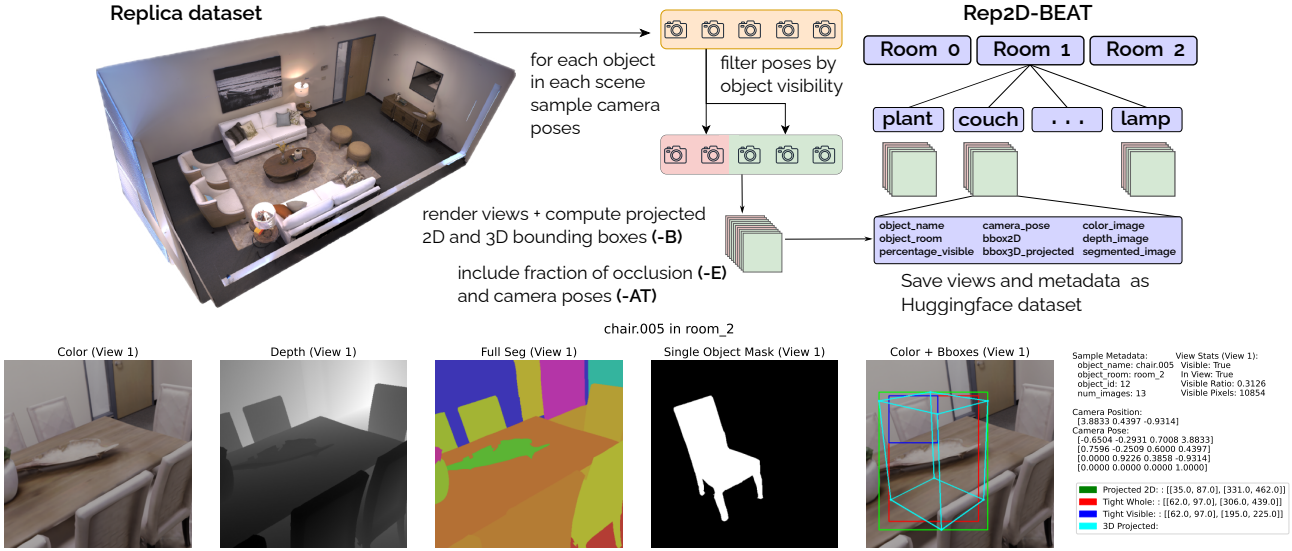 Replica dataset
for each object
in each scene
sample camera
poses
filter poses by
object visibility
render views + compute projected
2D and 3D bounding boxes (-B)
include fraction of occlusion (-E)
and camera poses (-AT)
Rep2D-BEAT
Room 0 Room 1 Room 2
plant couch ... lamp
object_name camera_pose color_image
object_room bbox2D depth_image
percentage_visible bbox3D_projected segmented_image
Save views and metadata as
Huggingface dataset
chair.005 in room_2
Color (View 1)
Depth (View 1)
Full Seg (View 1)
Single Object Mask (View 1)
Color + Bboxes (View 1)
Sample Metadata:
object_name: chair.005
object_room: room_2
object_id: 12
num_images: 13
View Stats (View 1):
Visible: True
In View: True
Visible Ratio: 0.3126
Visible Pixels: 10854
Camera Position:
[3.8833 0.4397 -0.9314]
Camera Pose:
[-0.6504 -0.2931 0.7008 3.8833]
[0.7596 -0.2509 0.6000 0.4397]
[0.0000 0.9226 0.3858 -0.9314]
[0.0000 0.0000 0.0000 1.0000]
Projected 2D: : [[35.0, 87.0], [331.0, 462.0]]
Tight Whole: : [[62.0, 97.0], [306.0, 439.0]]
Tight Visible: : [[62.0, 97.0], [195.0, 225.0]]
3D Projected: